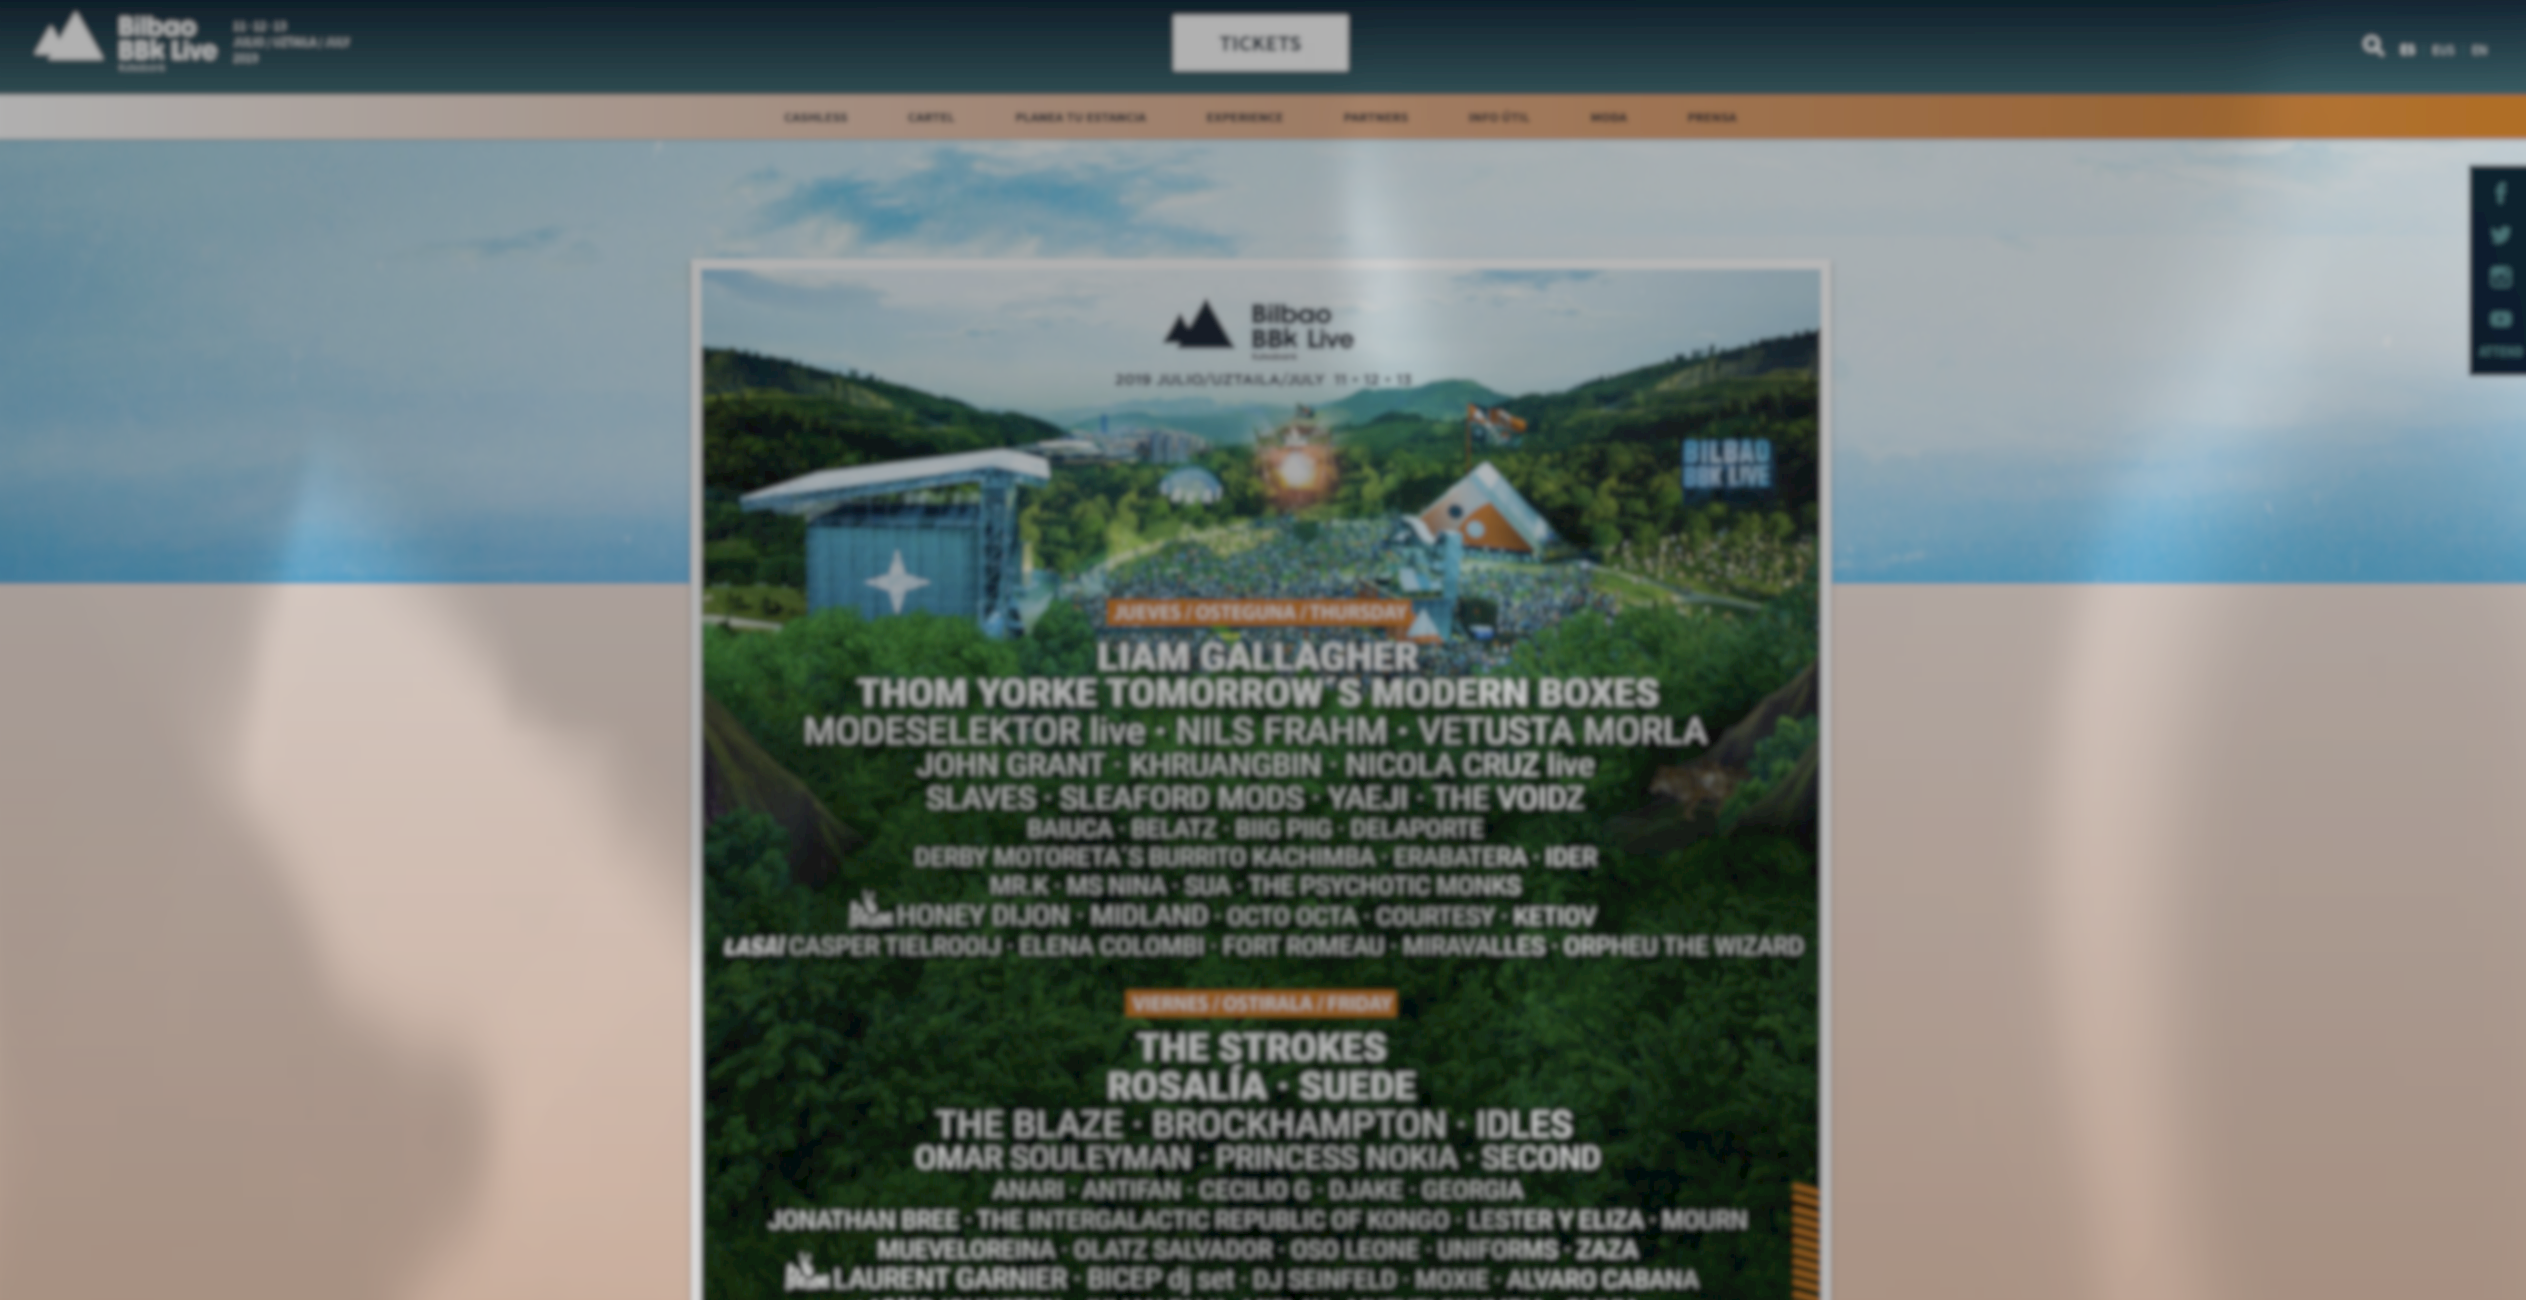 Bilbao
BBK Live
11·12·13
JULIO / UZTAILA / JULY
2019
TICKETS
ES EUS EN
CASHLESS CARTEL PLANEA TU ESTANCIA EXPERIENCE PARTNERS INFO ÚTIL MODA PRENSA
Bilbao
BBK Live
2019 JULIO/UZTAILA/JULY 11 • 12 • 13
BILBAO
BBK LIVE
JUEVES / OSTEGUNA / THURSDAY
LIAM GALLAGHER
THOM YORKE TOMORROW´S MODERN BOXES
MODESELEKTOR live · NILS FRAHM · VETUSTA MORLA
JOHN GRANT · KHRUANGBIN · NICOLA CRUZ live
SLAVES · SLEAFORD MODS · YAEJI · THE VOIDZ
BAIUCA · BELATZ · BIIG PIIG · DELAPORTE
DERBY MOTORETA´S BURRITO KACHIMBA · ERABATERA · IDER
MR.K · MS NINA · SUA · THE PSYCHOTIC MONKS
HONEY DIJON · MIDLAND · OCTO OCTA · COURTESY · KETIOV
LASAI CASPER TIELROOIJ · ELENA COLOMBI · FORT ROMEAU · MIRAVALLES · ORPHEU THE WIZARD
VIERNES / OSTIRALA / FRIDAY
THE STROKES
ROSALÍA · SUEDE
THE BLAZE · BROCKHAMPTON · IDLES
OMAR SOULEYMAN · PRINCESS NOKIA · SECOND
ANARI · ANTIFAN · CECILIO G · DJAKE · GEORGIA
JONATHAN BREE · THE INTERGALACTIC REPUBLIC OF KONGO · LESTER Y ELIZA · MOURN
MUEVELOREINA · OLATZ SALVADOR · OSO LEONE · UNIFORMS · ZAZA
LAURENT GARNIER · BICEP dj set · DJ SEINFELD · MOXIE · ALVARO CABANA